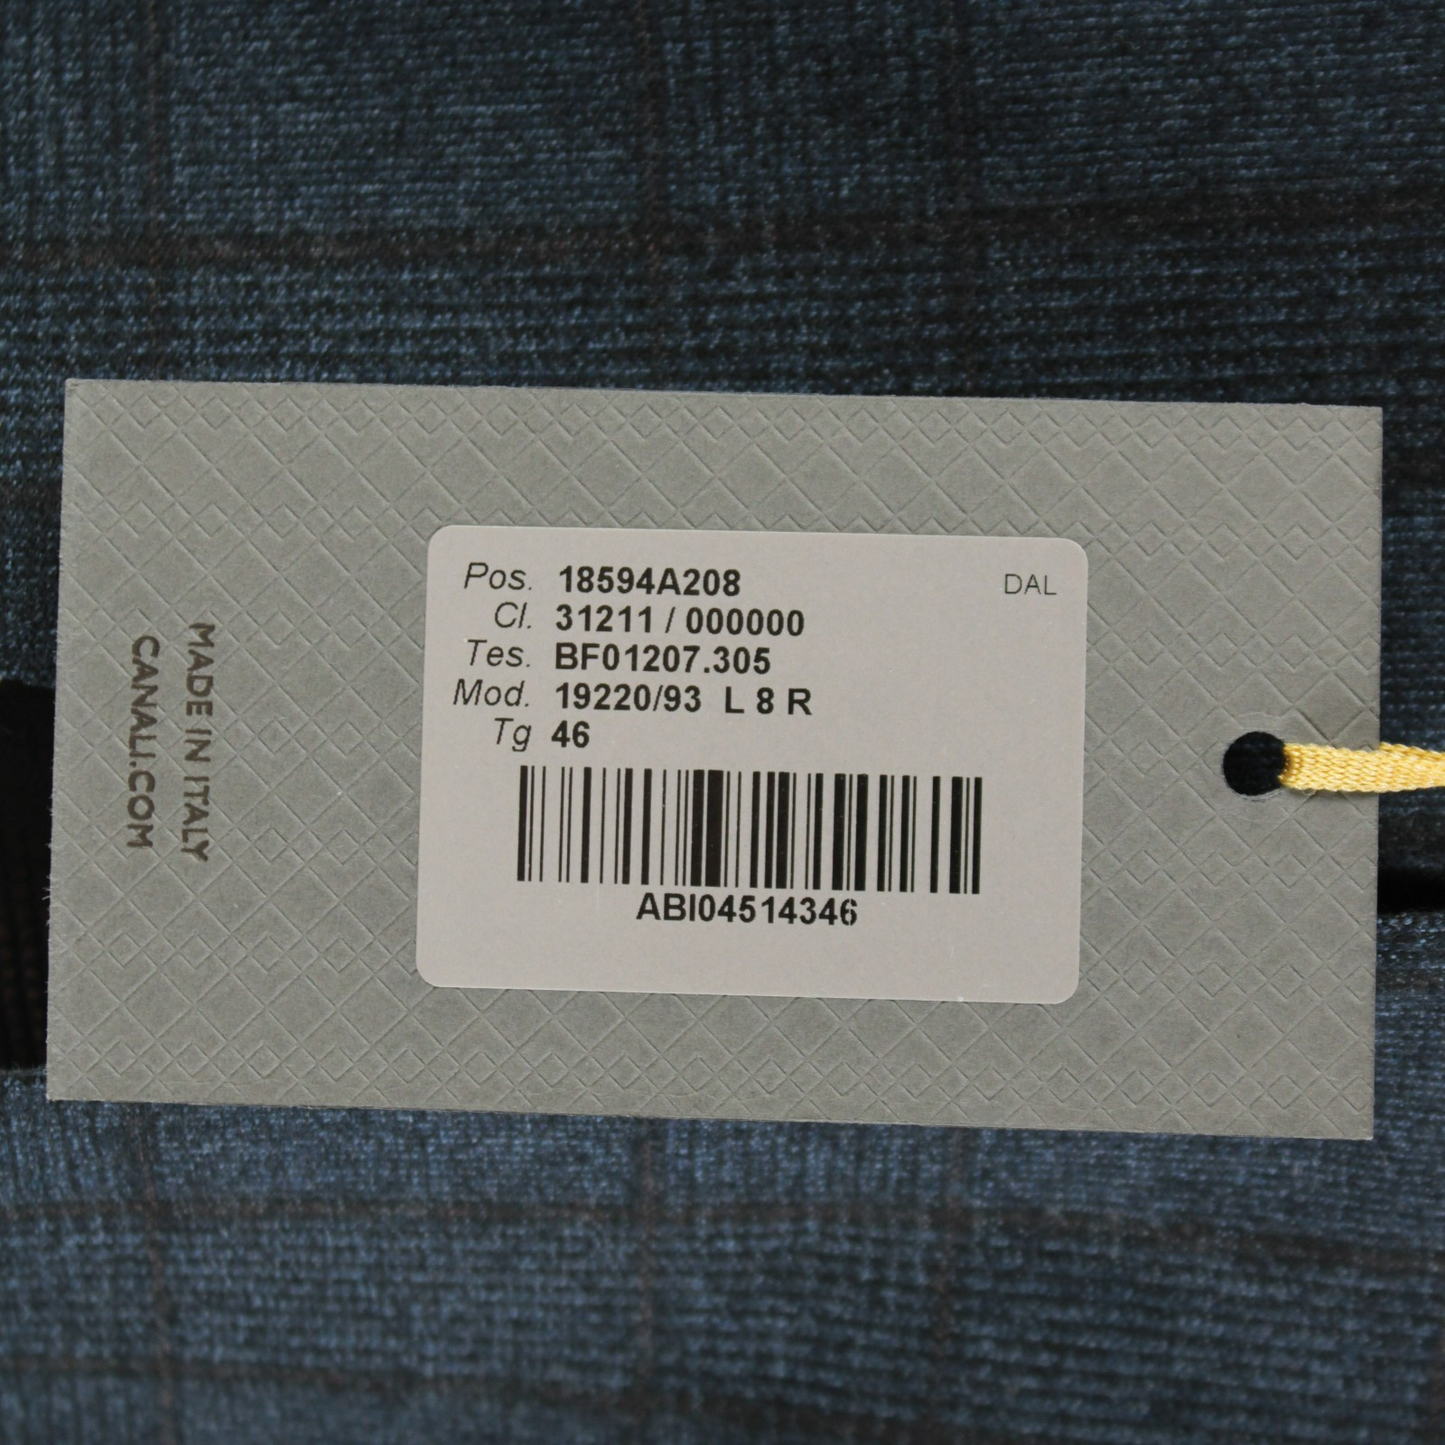 Pos. 18594A208 DAL
Cl. 31211 / 000000
Tes. BF01207.305
Mod. 19220/93 L 8 R
Tg 46
ABI04514346
MADE IN ITALY
CANALI.COM